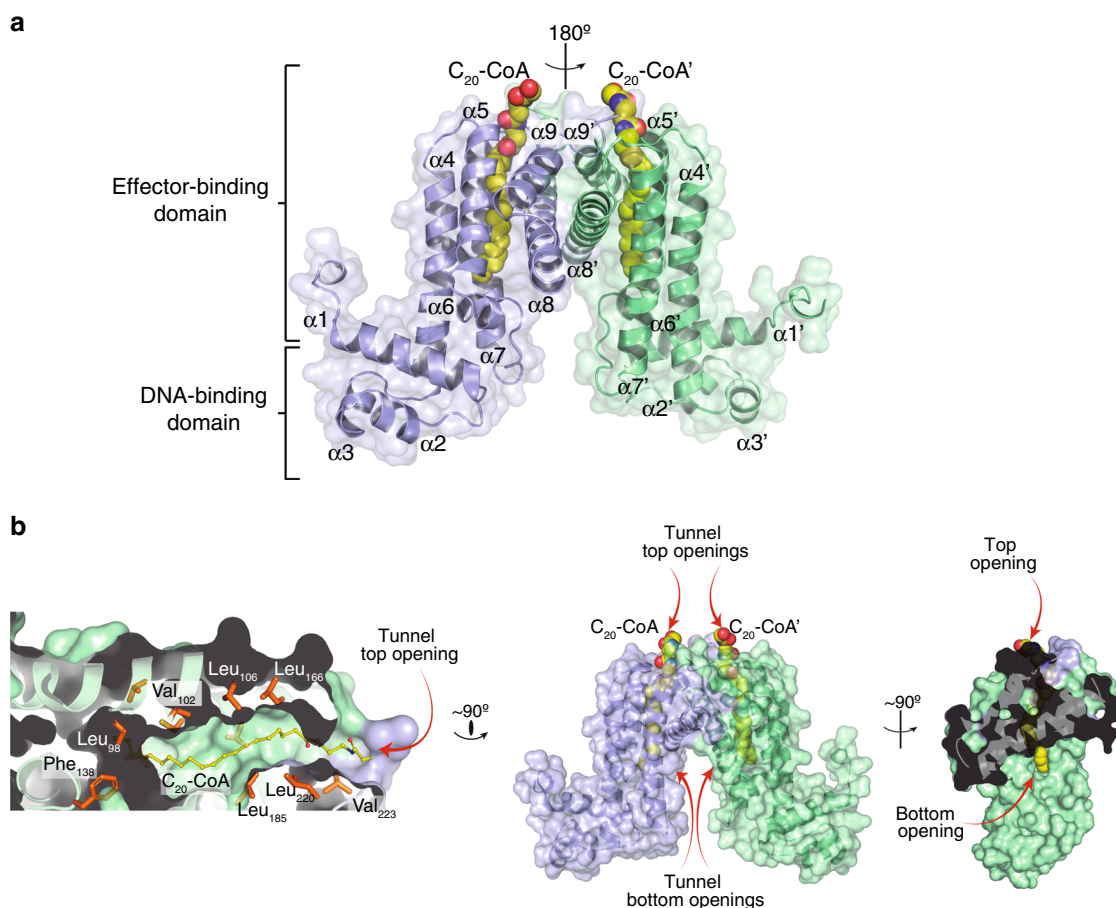 a
180º
C20-CoA
C20-CoA’
α5
α9
α9’
α5’
α4
α4’
Effector-binding
domain
α8’
α8
α6
α6’
α1
α1’
α7
α7’
DNA-binding
domain
α2
α2’
α3
α3’
b
Tunnel
top openings
Top
opening
C20-CoA
C20-CoA’
Tunnel
top opening
Leu106
Leu166
Val102
Leu98
~90º
~90º
Phe138
C20-CoA
Leu220
Val223
Leu185
Bottom
opening
Tunnel
bottom openings